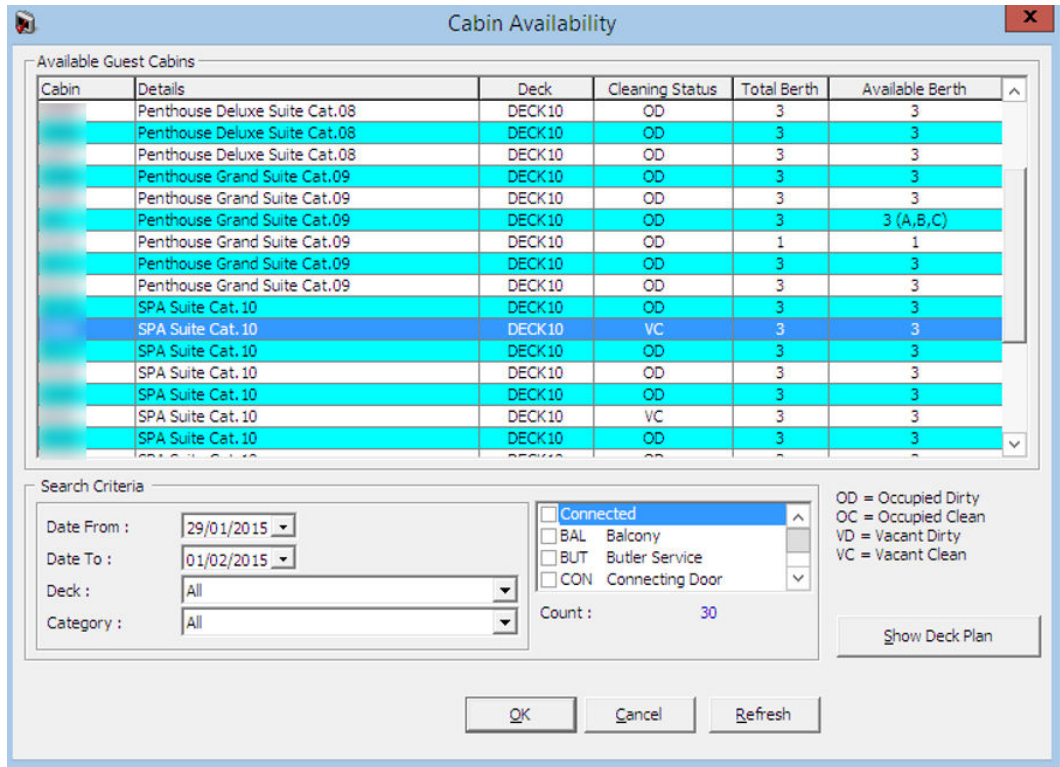 Cabin Availability
x
Available Guest Cabins
Cabin Details Deck Cleaning Status Total Berth Available Berth
Penthouse Deluxe Suite Cat.08 DECK10 OD 3 3
Penthouse Deluxe Suite Cat.08 DECK10 OD 3 3
Penthouse Deluxe Suite Cat.08 DECK10 OD 3 3
Penthouse Grand Suite Cat.09 DECK10 OD 3 3
Penthouse Grand Suite Cat.09 DECK10 OD 3 3
Penthouse Grand Suite Cat.09 DECK10 OD 3 3 (A,B,C)
Penthouse Grand Suite Cat.09 DECK10 OD 1 1
Penthouse Grand Suite Cat.09 DECK10 OD 3 3
Penthouse Grand Suite Cat.09 DECK10 OD 3 3
SPA Suite Cat.10 DECK10 OD 3 3
SPA Suite Cat.10 DECK10 VC 3 3
SPA Suite Cat.10 DECK10 OD 3 3
SPA Suite Cat.10 DECK10 OD 3 3
SPA Suite Cat.10 DECK10 OD 3 3
SPA Suite Cat.10 DECK10 VC 3 3
SPA Suite Cat.10 DECK10 OD 3 3
Search Criteria
Date From : 29/01/2015
Date To : 01/02/2015
Deck : All
Category : All
Connected
BAL Balcony
BUT Butler Service
CON Connecting Door
Count : 30
OD = Occupied Dirty
OC = Occupied Clean
VD = Vacant Dirty
VC = Vacant Clean
Show Deck Plan
OK Cancel Refresh